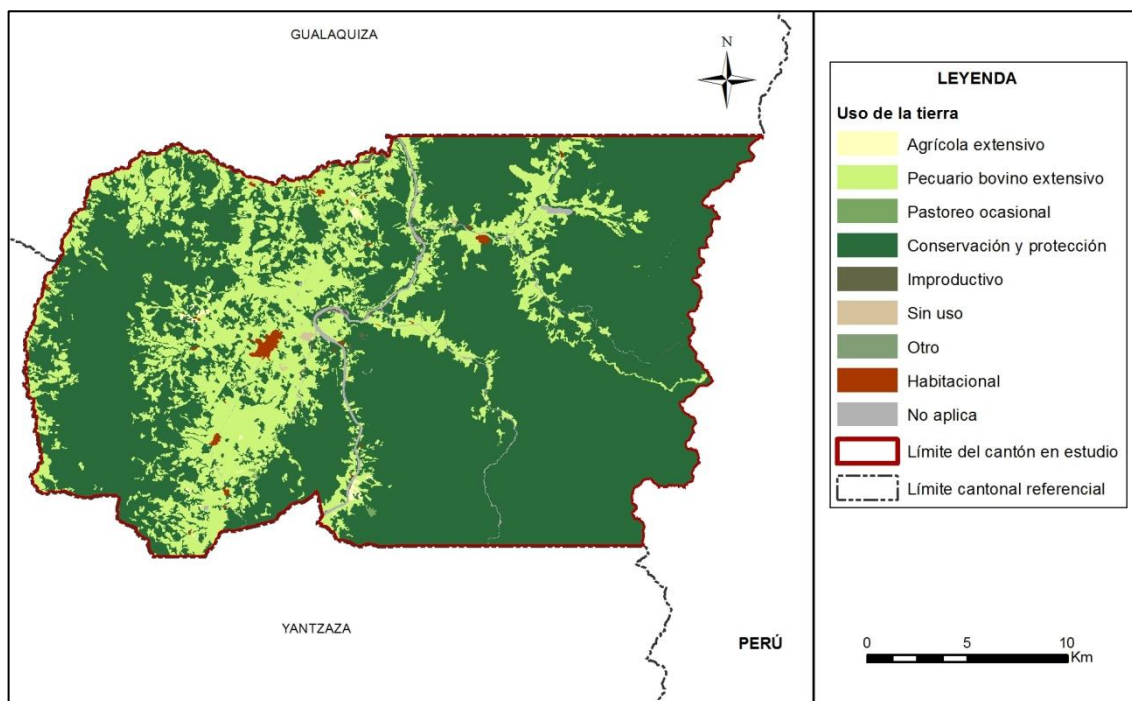 GUALAQUIZA
N
YANTZAZA
PERÚ
LEYENDA
Uso de la tierra
Agrícola extensivo
Pecuario bovino extensivo
Pastoreo ocasional
Conservación y protección
Improductivo
Sin uso
Otro
Habitacional
No aplica
Límite del cantón en estudio
Límite cantonal referencial
0 5 10
Km